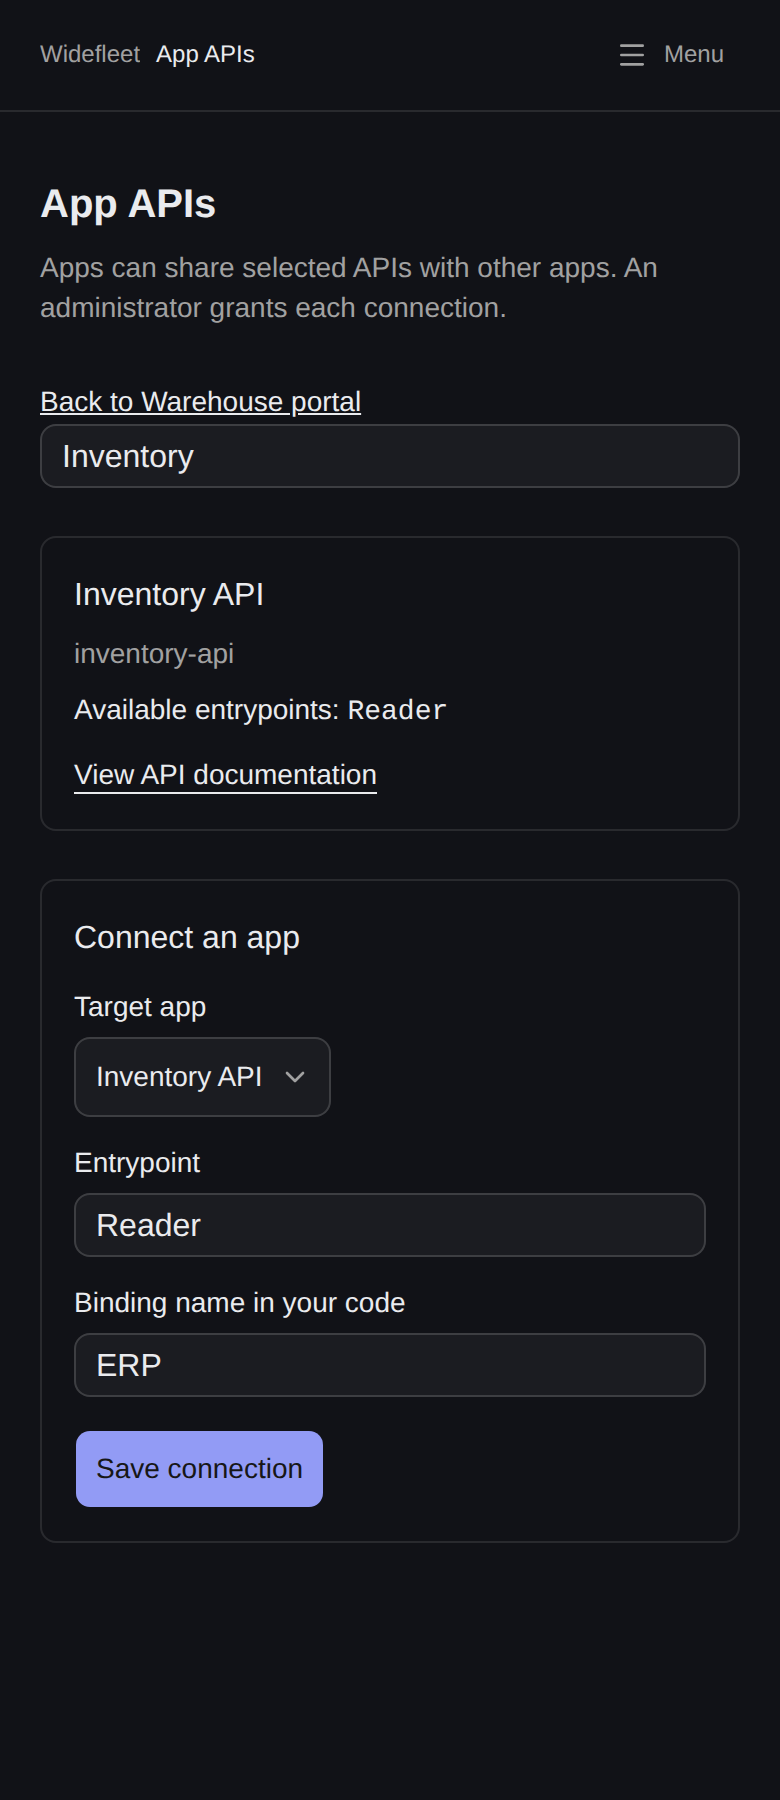 Widefleet App APIs
Menu
App APIs
Apps can share selected APIs with other apps. An
administrator grants each connection.
Back to Warehouse portal
Inventory
Inventory API
inventory-api
Available entrypoints: Reader
View API documentation
Connect an app
Target app
Inventory API
Entrypoint
Reader
Binding name in your code
ERP
Save connection